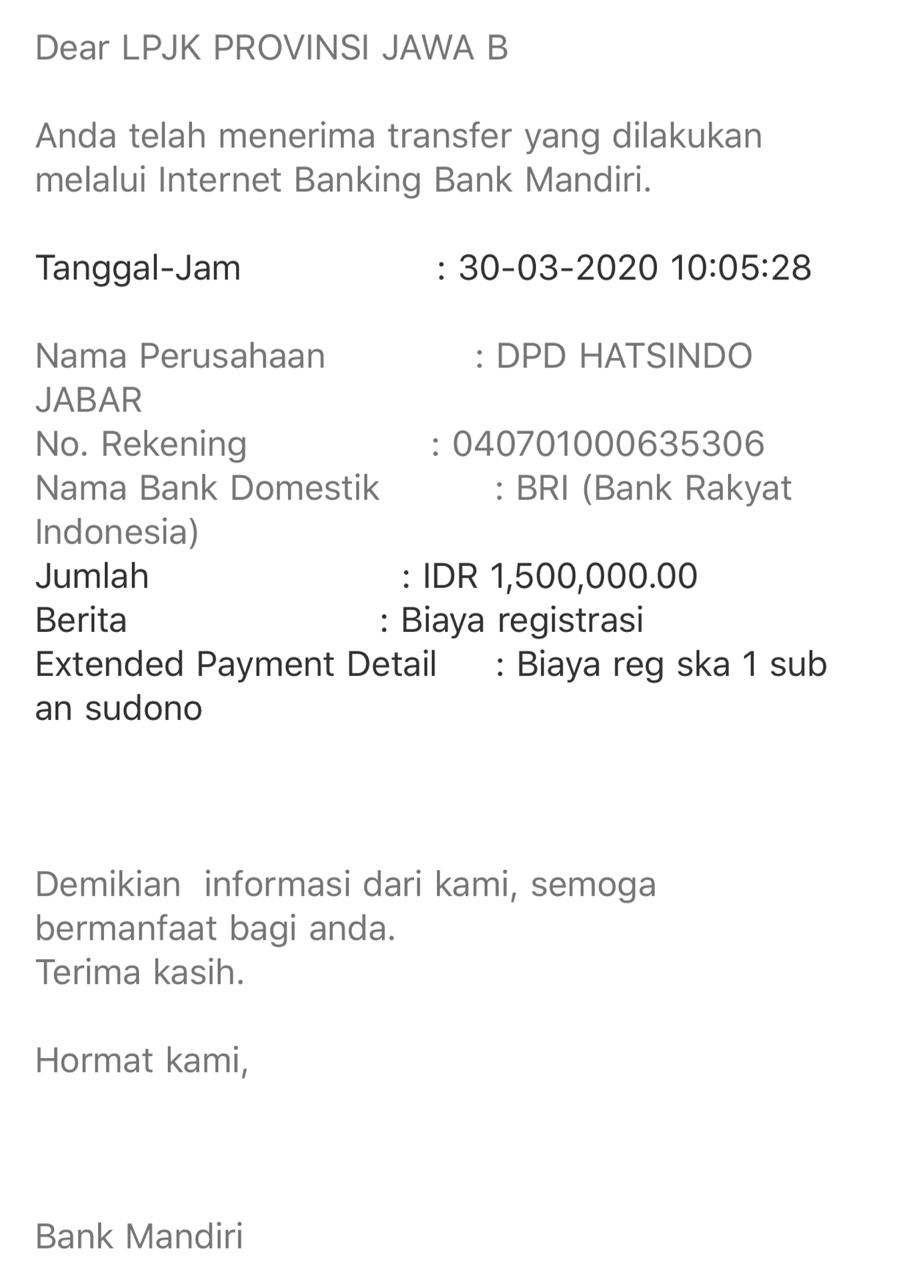 Dear LPJK PROVINSI JAWA B
Anda telah menerima transfer yang dilakukan
melalui Internet Banking Bank Mandiri.
Tanggal-Jam : 30-03-2020 10:05:28
Nama Perusahaan : DPD HATSINDO
JABAR
No. Rekening : 040701000635306
Nama Bank Domestik : BRI (Bank Rakyat
Indonesia)
Jumlah : IDR 1,500,000.00
Berita : Biaya registrasi
Extended Payment Detail : Biaya reg ska 1 sub
an sudono
Demikian  informasi dari kami, semoga
bermanfaat bagi anda.
Terima kasih.
Hormat kami,
Bank Mandiri